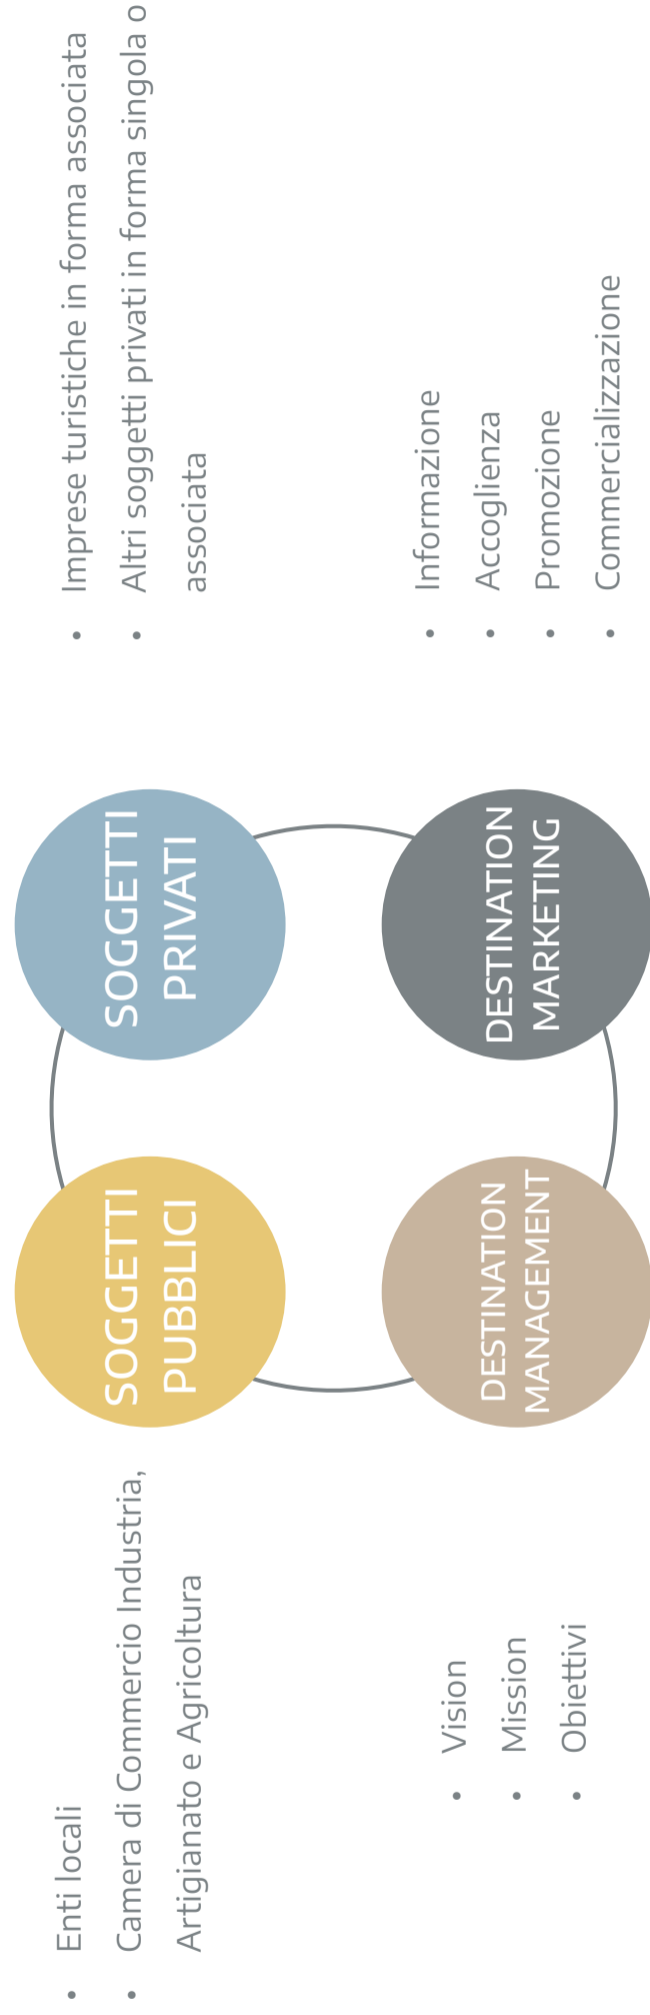 • Enti locali
• Camera di Commercio Industria,
Artigianato e Agricoltura
SOGGETTI
PUBBLICI
SOGGETTI
PRIVATI
• Imprese turistiche in forma associata
• Altri soggetti privati in forma singola o
associata
• Vision
• Mission
• Obiettivi
DESTINATION
MANAGEMENT
DESTINATION
MARKETING
• Informazione
• Accoglienza
• Promozione
• Commercializzazione